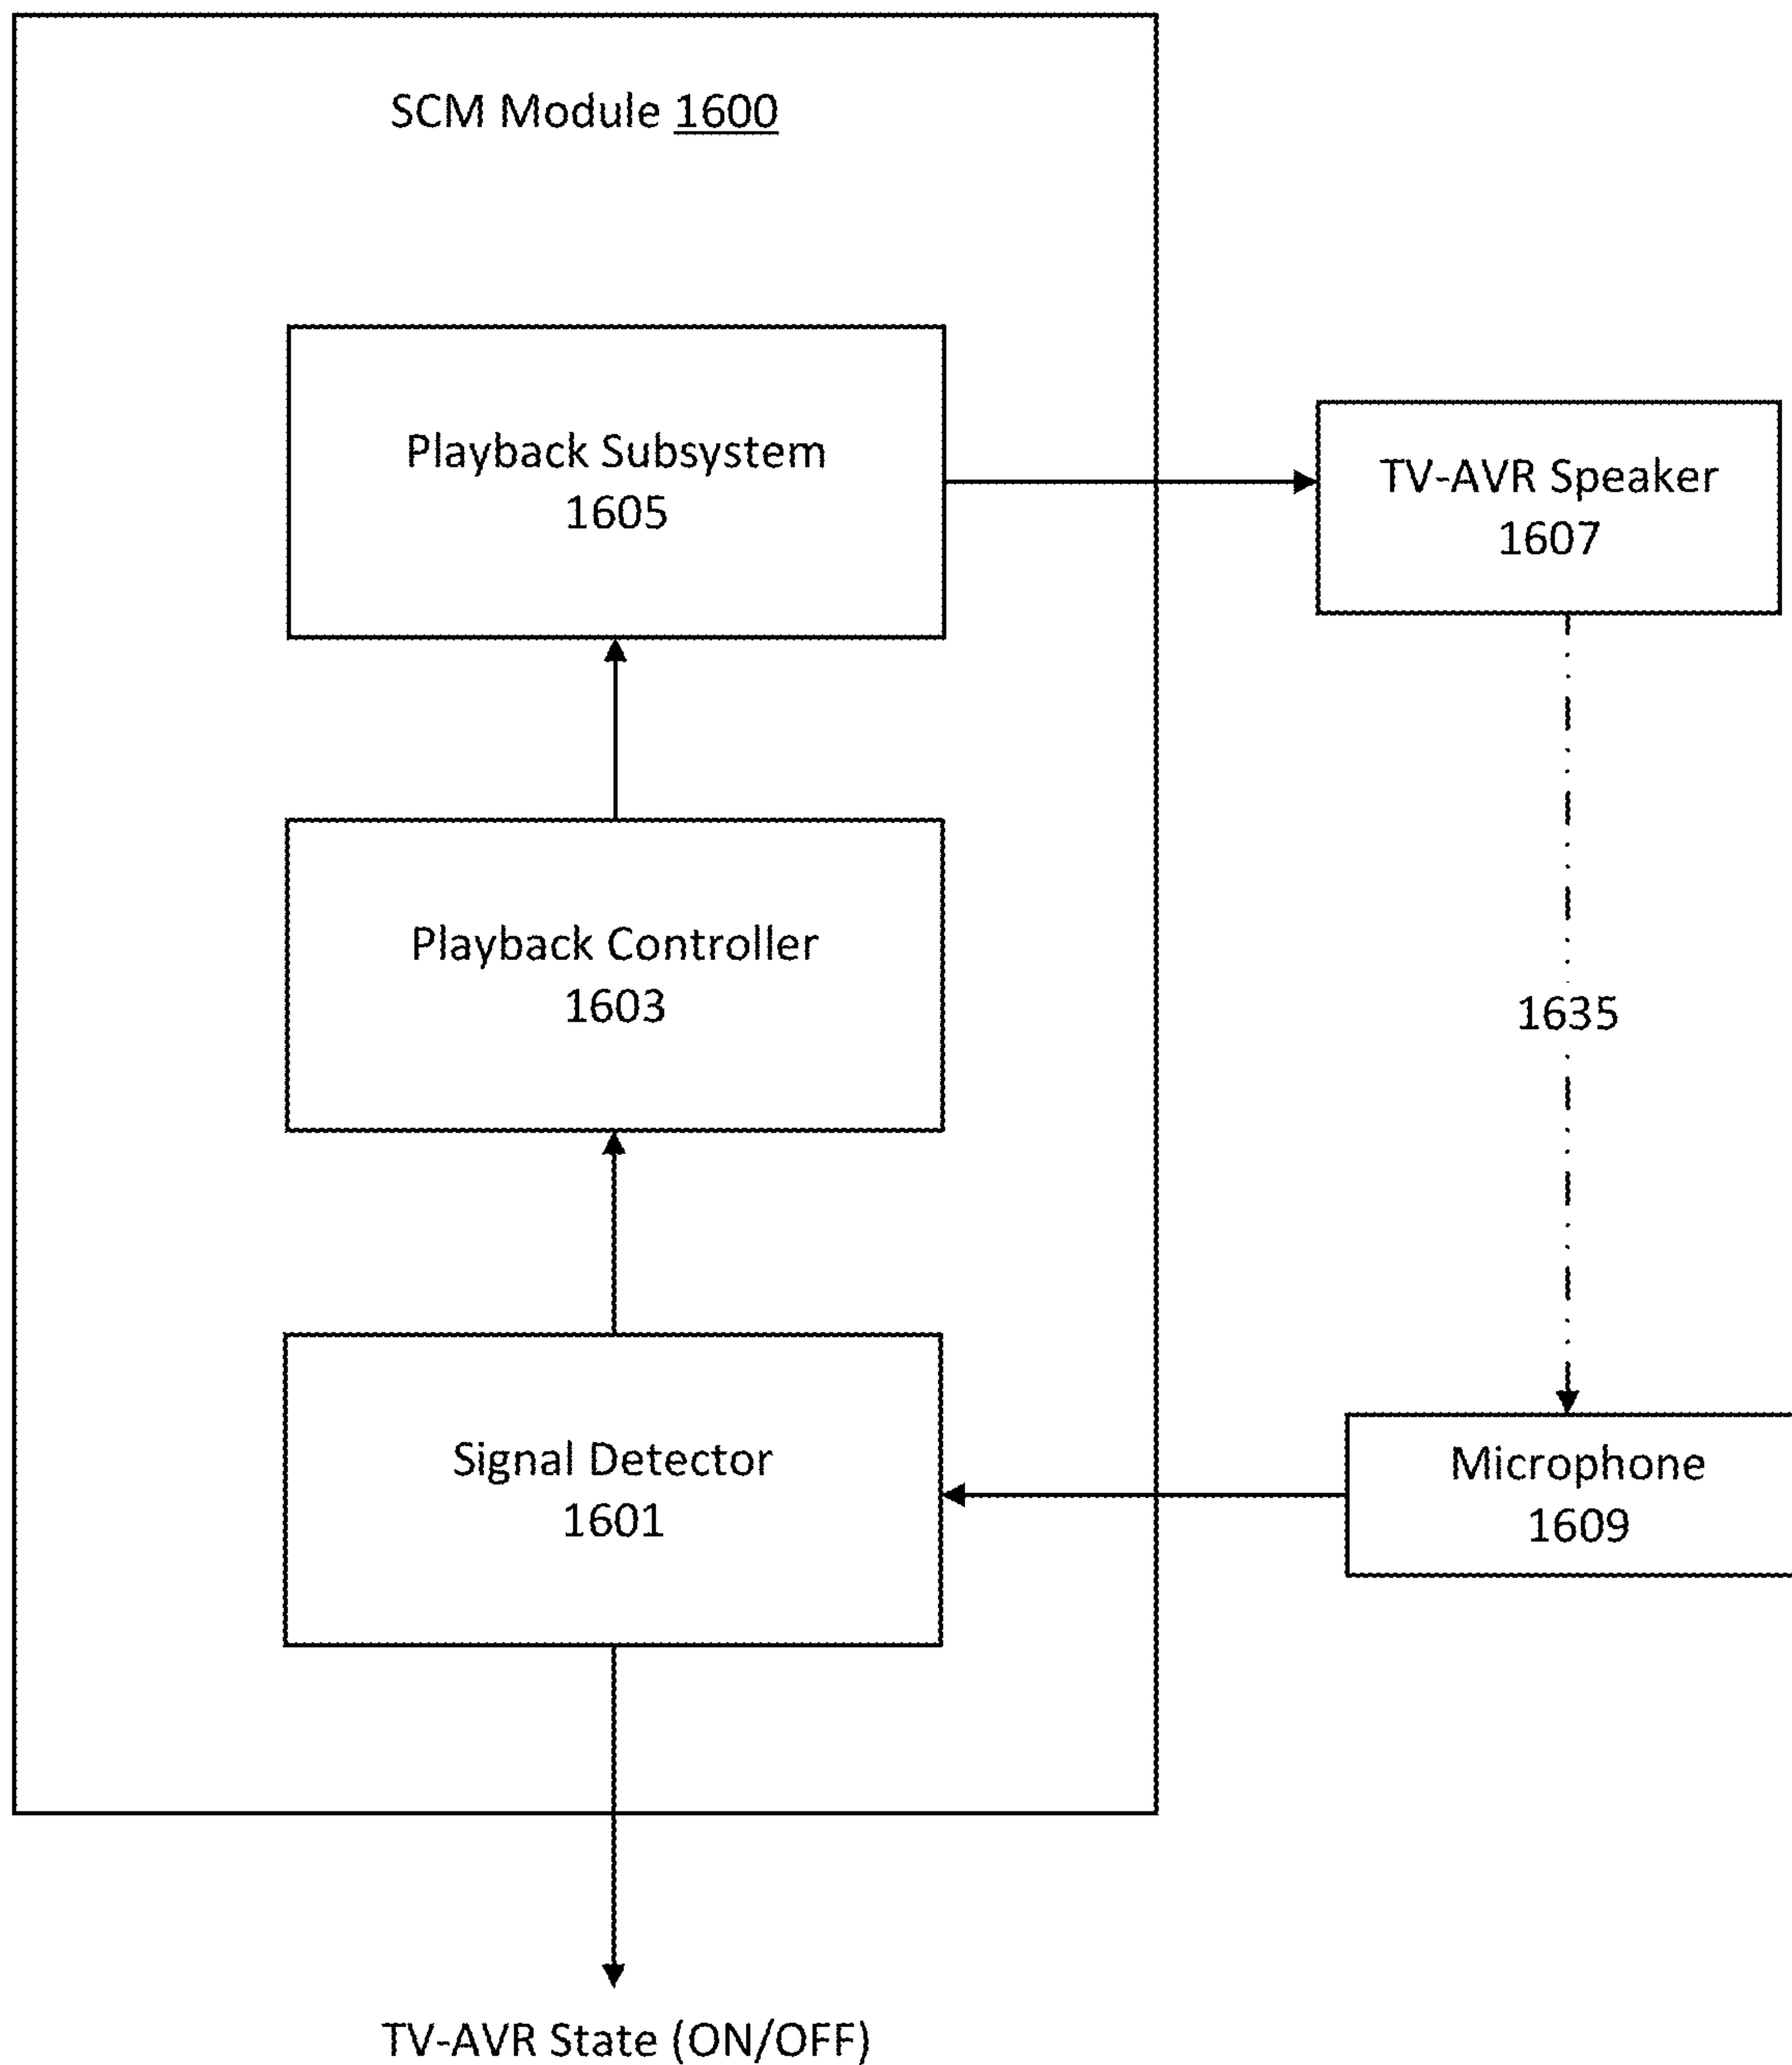 SCM Module 1600
Playback Subsystem
1605
TV-AVR Speaker
1607
Playback Controller
1603
1635
Signal Detector
1601
Microphone
1609
TV-AVR State (ON/OFF)